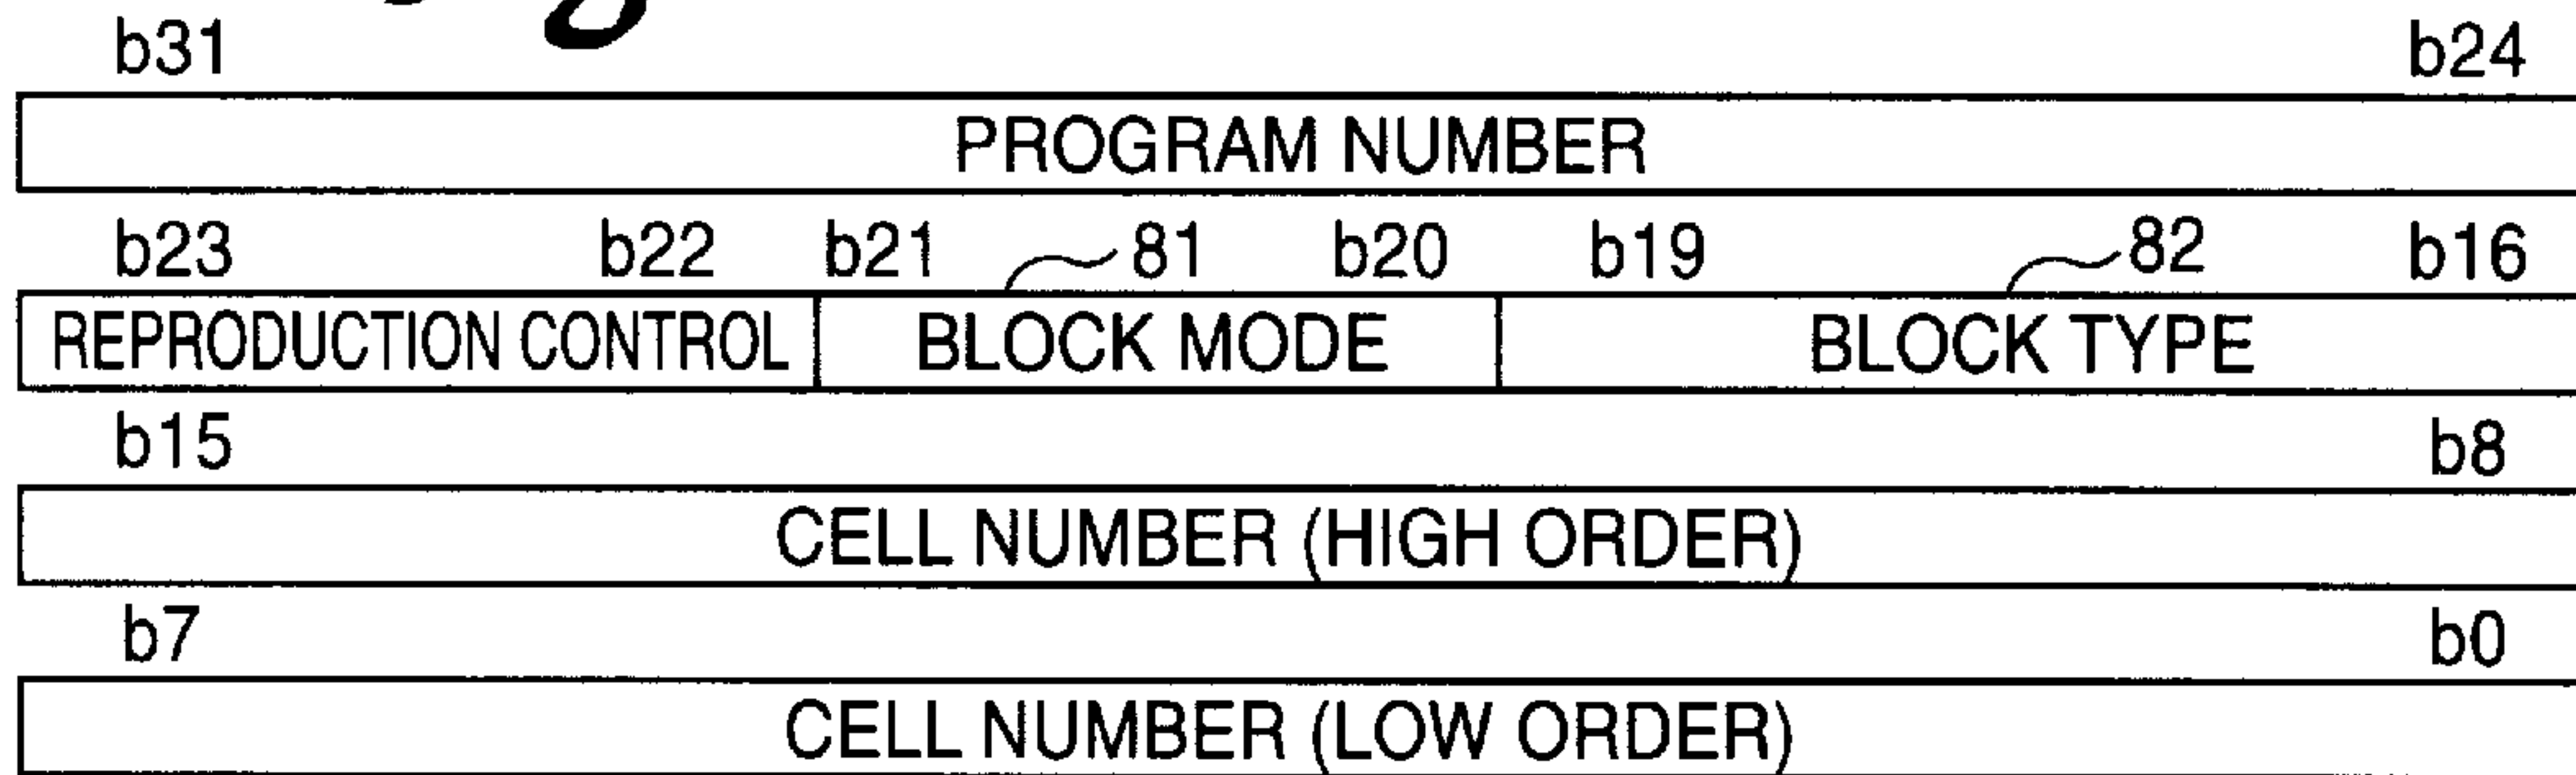 b31 b24
PROGRAM NUMBER
b23 b22 b21 81 b20 b19 82 b16
REPRODUCTION CONTROL BLOCK MODE BLOCK TYPE
b15 b8
CELL NUMBER (HIGH ORDER)
b7 b0
CELL NUMBER (LOW ORDER)